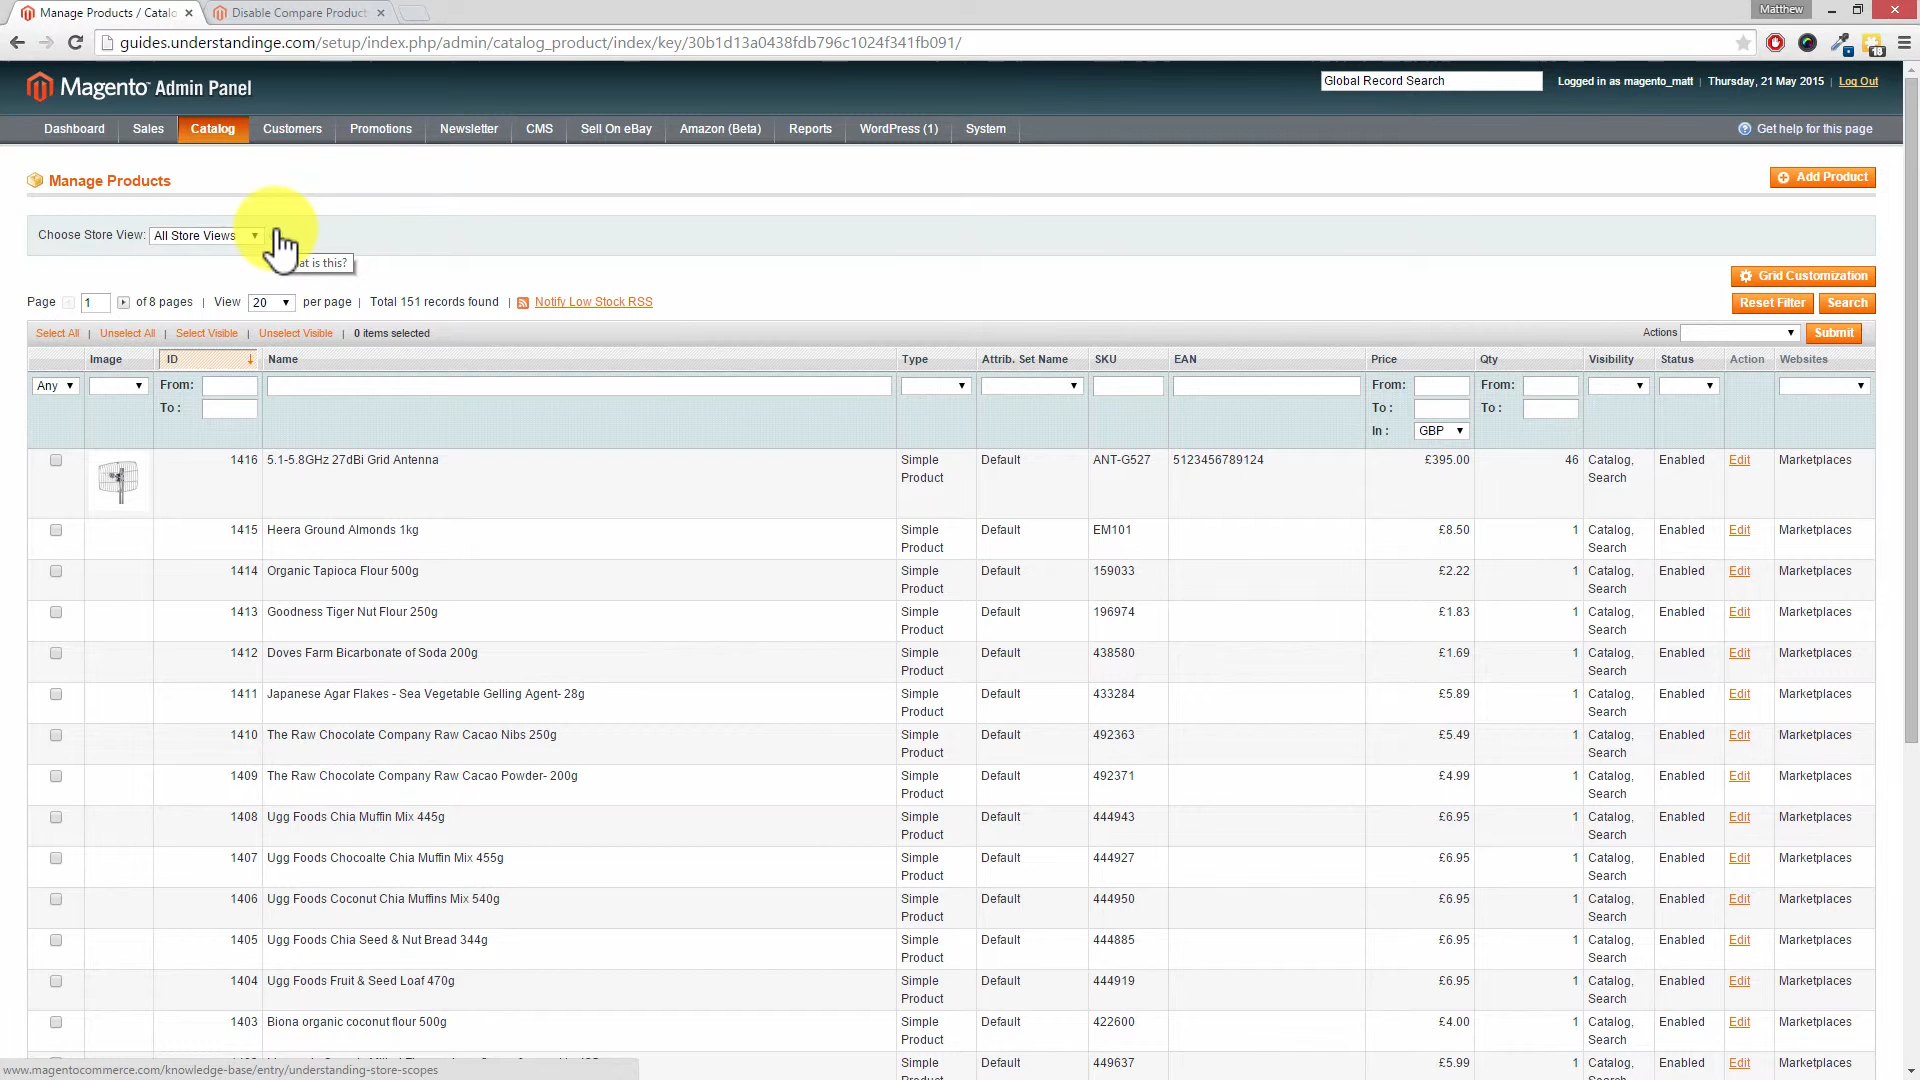 Manage Products / Catalo
Disable Compare Product
Matthew
guides.understandinge.com/setup/index.php/admin/catalog_product/index/key/30b1d13a0438fdb796c1024f341fb091/
18
Magento Admin Panel
Global Record Search
Logged in as magento_matt | Thursday, 21 May 2015 | Log Out
Dashboard Sales Catalog Customers Promotions Newsletter CMS Sell On eBay Amazon (Beta) Reports WordPress (1) System
Get help for this page
Manage Products
Add Product
Choose Store View: All Store Views
is this?
Grid Customization
Page 1 of 8 pages | View 20 per page | Total 151 records found | Notify Low Stock RSS
Reset Filter Search
Select All | Unselect All | Select Visible | Unselect Visible | 0 items selected
Actions Submit
Image ID Name Type Attrib. Set Name SKU EAN Price Qty Visibility Status Action Websites
Any From: From: From:
To : To : To :
In : GBP
1416 5.1-5.8GHz 27dBi Grid Antenna Simple Product Default ANT-G527 5123456789124 £395.00 46 Catalog, Search Enabled Edit Marketplaces
1415 Heera Ground Almonds 1kg Simple Product Default EM101 £8.50 1 Catalog, Search Enabled Edit Marketplaces
1414 Organic Tapioca Flour 500g Simple Product Default 159033 £2.22 1 Catalog, Search Enabled Edit Marketplaces
1413 Goodness Tiger Nut Flour 250g Simple Product Default 196974 £1.83 1 Catalog, Search Enabled Edit Marketplaces
1412 Doves Farm Bicarbonate of Soda 200g Simple Product Default 438580 £1.69 1 Catalog, Search Enabled Edit Marketplaces
1411 Japanese Agar Flakes - Sea Vegetable Gelling Agent- 28g Simple Product Default 433284 £5.89 1 Catalog, Search Enabled Edit Marketplaces
1410 The Raw Chocolate Company Raw Cacao Nibs 250g Simple Product Default 492363 £5.49 1 Catalog, Search Enabled Edit Marketplaces
1409 The Raw Chocolate Company Raw Cacao Powder- 200g Simple Product Default 492371 £4.99 1 Catalog, Search Enabled Edit Marketplaces
1408 Ugg Foods Chia Muffin Mix 445g Simple Product Default 444943 £6.95 1 Catalog, Search Enabled Edit Marketplaces
1407 Ugg Foods Chocoalte Chia Muffin Mix 455g Simple Product Default 444927 £6.95 1 Catalog, Search Enabled Edit Marketplaces
1406 Ugg Foods Coconut Chia Muffins Mix 540g Simple Product Default 444950 £6.95 1 Catalog, Search Enabled Edit Marketplaces
1405 Ugg Foods Chia Seed & Nut Bread 344g Simple Product Default 444885 £6.95 1 Catalog, Search Enabled Edit Marketplaces
1404 Ugg Foods Fruit & Seed Loaf 470g Simple Product Default 444919 £6.95 1 Catalog, Search Enabled Edit Marketplaces
1403 Biona organic coconut flour 500g Simple Product Default 422600 £4.00 1 Catalog, Search Enabled Edit Marketplaces
Simple Default 449637 £5.99 1 Catalog, Enabled Edit Marketplaces
www.magentocommerce.com/knowledge-base/entry/understanding-store-scopes